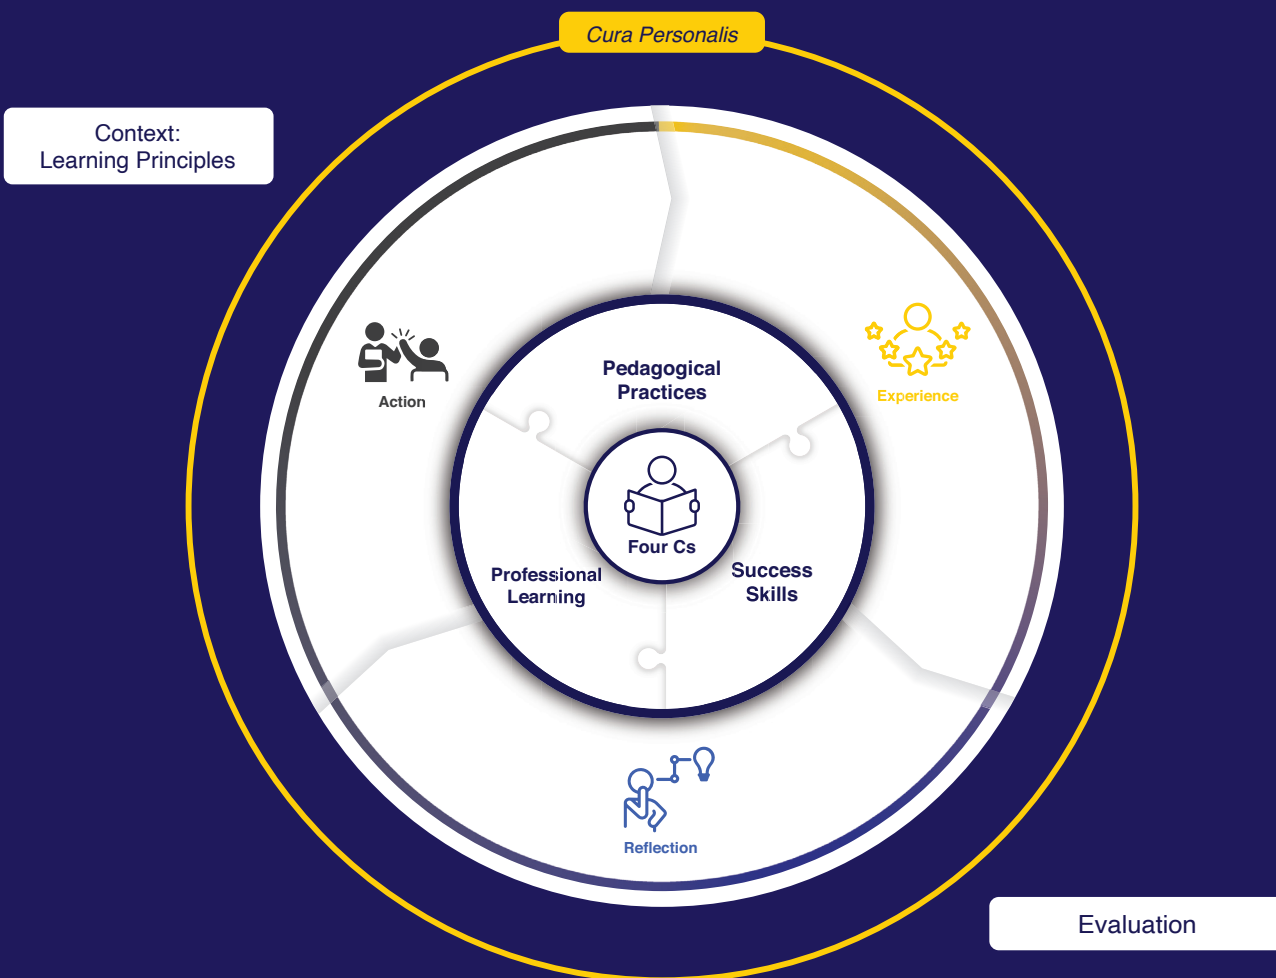 Cura Personalis
Context:
Learning Principles
Action
Experience
Pedagogical
Practices
Four Cs
Professional
Learning
Success
Skills
Reflection
Evaluation